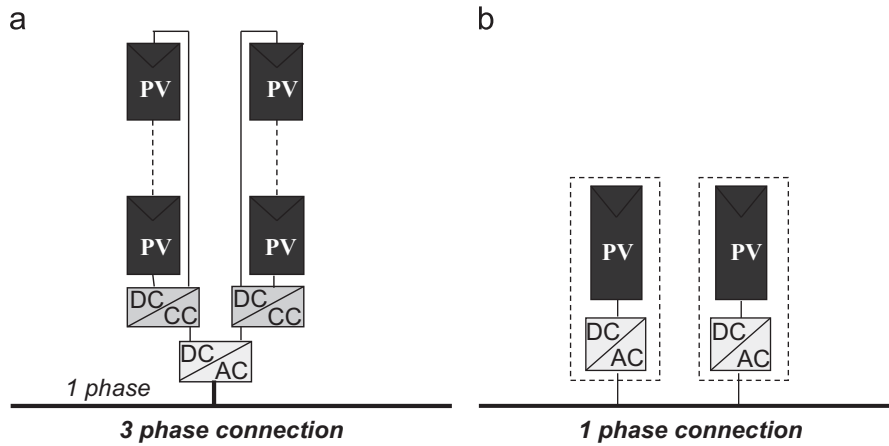 a
b
PV
PV
PV
PV
PV
PV
DC
CC
DC
CC
DC
AC
DC
AC
DC
AC
1 phase
3 phase connection
1 phase connection